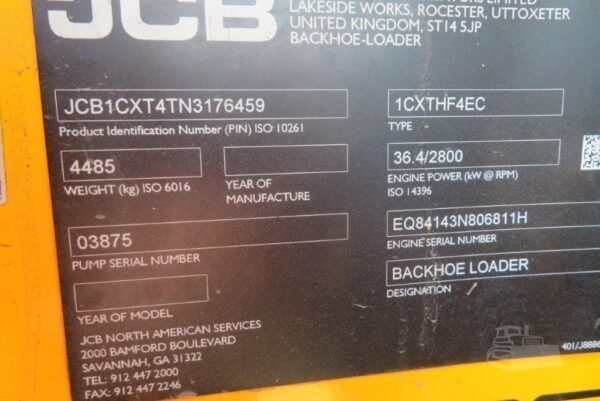 JCB
LAKESIDE WORKS, ROCESTER, UTTOXETER
UNITED KINGDOM, ST14 5JP
BACKHOE-LOADER
JCB1CXT4TN3176459
Product Identification Number (PIN) ISO 10261
1CXTHF4EC
TYPE
4485
WEIGHT (kg) ISO 6016
YEAR OF
MANUFACTURE
36.4/2800
ENGINE POWER (kW @ RPM)
ISO 14396
03875
PUMP SERIAL NUMBER
EQ84143N806811H
ENGINE SERIAL NUMBER
YEAR OF MODEL
BACKHOE LOADER
DESIGNATION
JCB NORTH AMERICAN SERVICES
2000 BAMFORD BOULEVARD
SAVANNAH, GA 31322
TEL: 912 447 2000
FAX: 912 447 2246